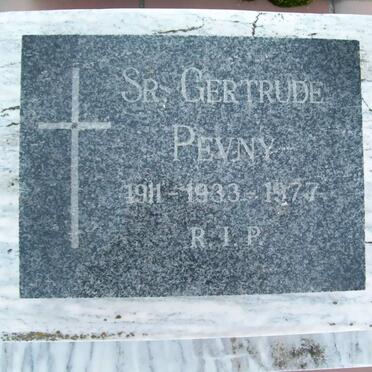 Sr. Gertrude
Pevny
1911 - 1933 - 1977
R. I. P.